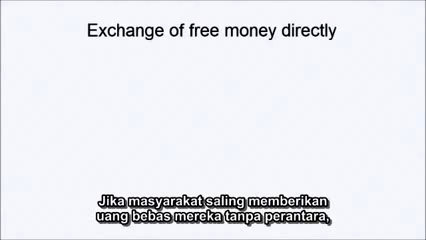 Exchange of free money directly
Jika masyarakat saling memberikan
uang bebas mereka tanpa perantara,